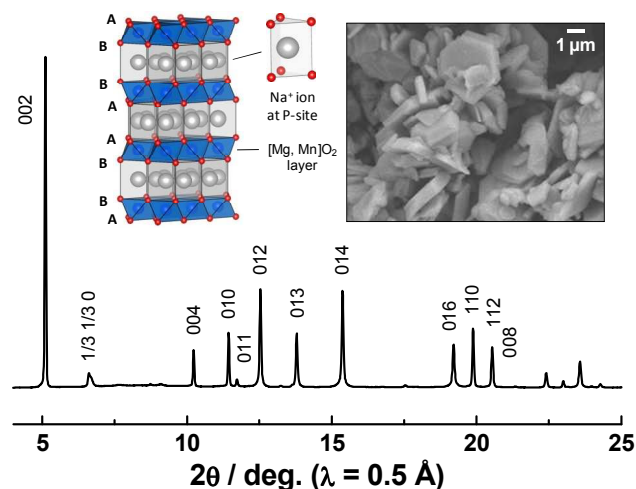 A
B
B
A
A
B
B
A
Na⁺ ion
at P-site
[Mg, Mn]O₂
layer
1 μm
002
1/3 1/3 0
004
010
011
012
013
014
016
110
112
008
5
10
15
20
25
2θ / deg. (λ = 0.5 Å)